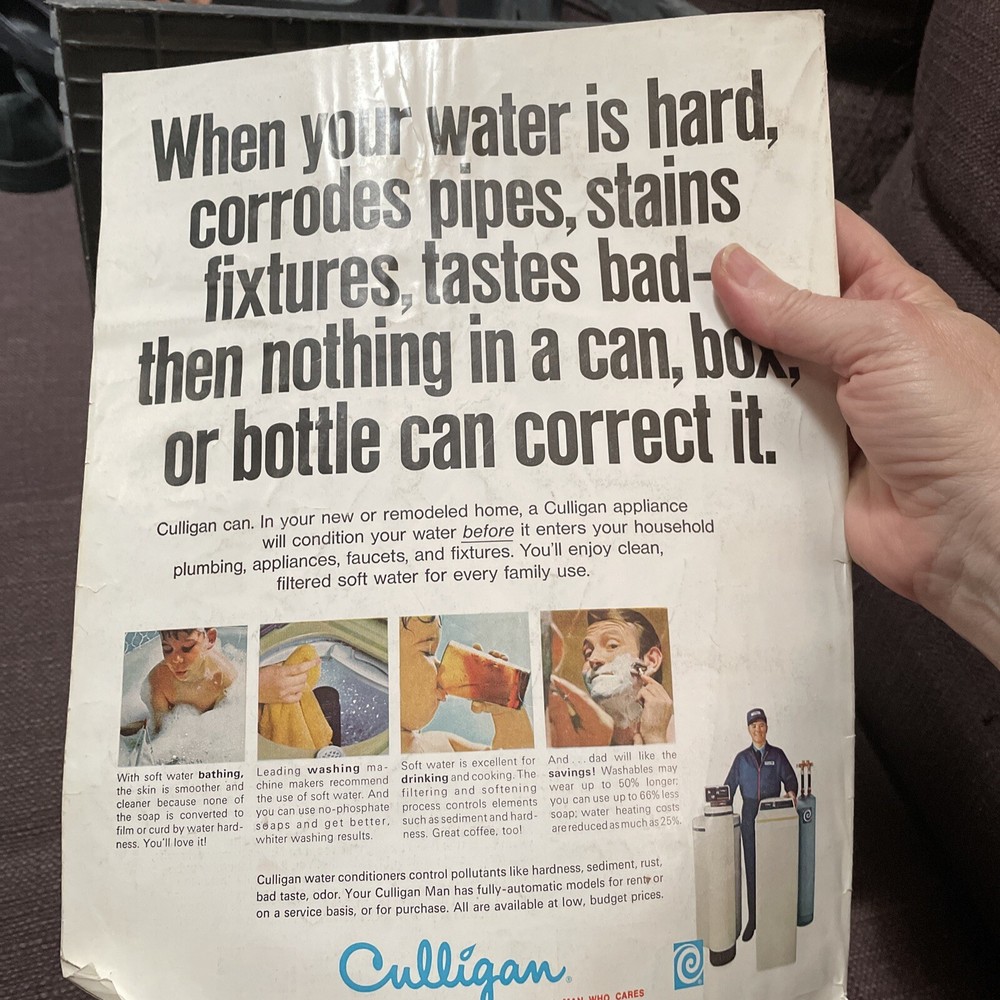 When your water is hard,
corrodes pipes, stains
fixtures, tastes bad–
then nothing in a can, box,
or bottle can correct it.
Culligan can. In your new or remodeled home, a Culligan appliance
will condition your water before it enters your household
plumbing, appliances, faucets, and fixtures. You'll enjoy clean,
filtered soft water for every family use.
With soft water bathing,
the skin is smoother and
cleaner because none of
the soap is converted to
film or curd by water hard-
ness. You'll love it!
Leading washing ma-
chine makers recommend
the use of soft water. And
you can use no-phosphate
soaps and get better,
whiter washing results.
Soft water is excellent for
drinking and cooking. The
filtering and softening
process controls elements
such as sediment and hard-
ness. Great coffee, too!
And...dad will like the
savings! Washables may
wear up to 50% longer;
you can use up to 66% less
soap; water heating costs
are reduced as much as 25%.
Culligan water conditioners control pollutants like hardness, sediment, rust,
bad taste, odor. Your Culligan Man has fully-automatic models for rent, or
on a service basis, or for purchase. All are available at low, budget prices.
Culligan®
MAN WHO CARES